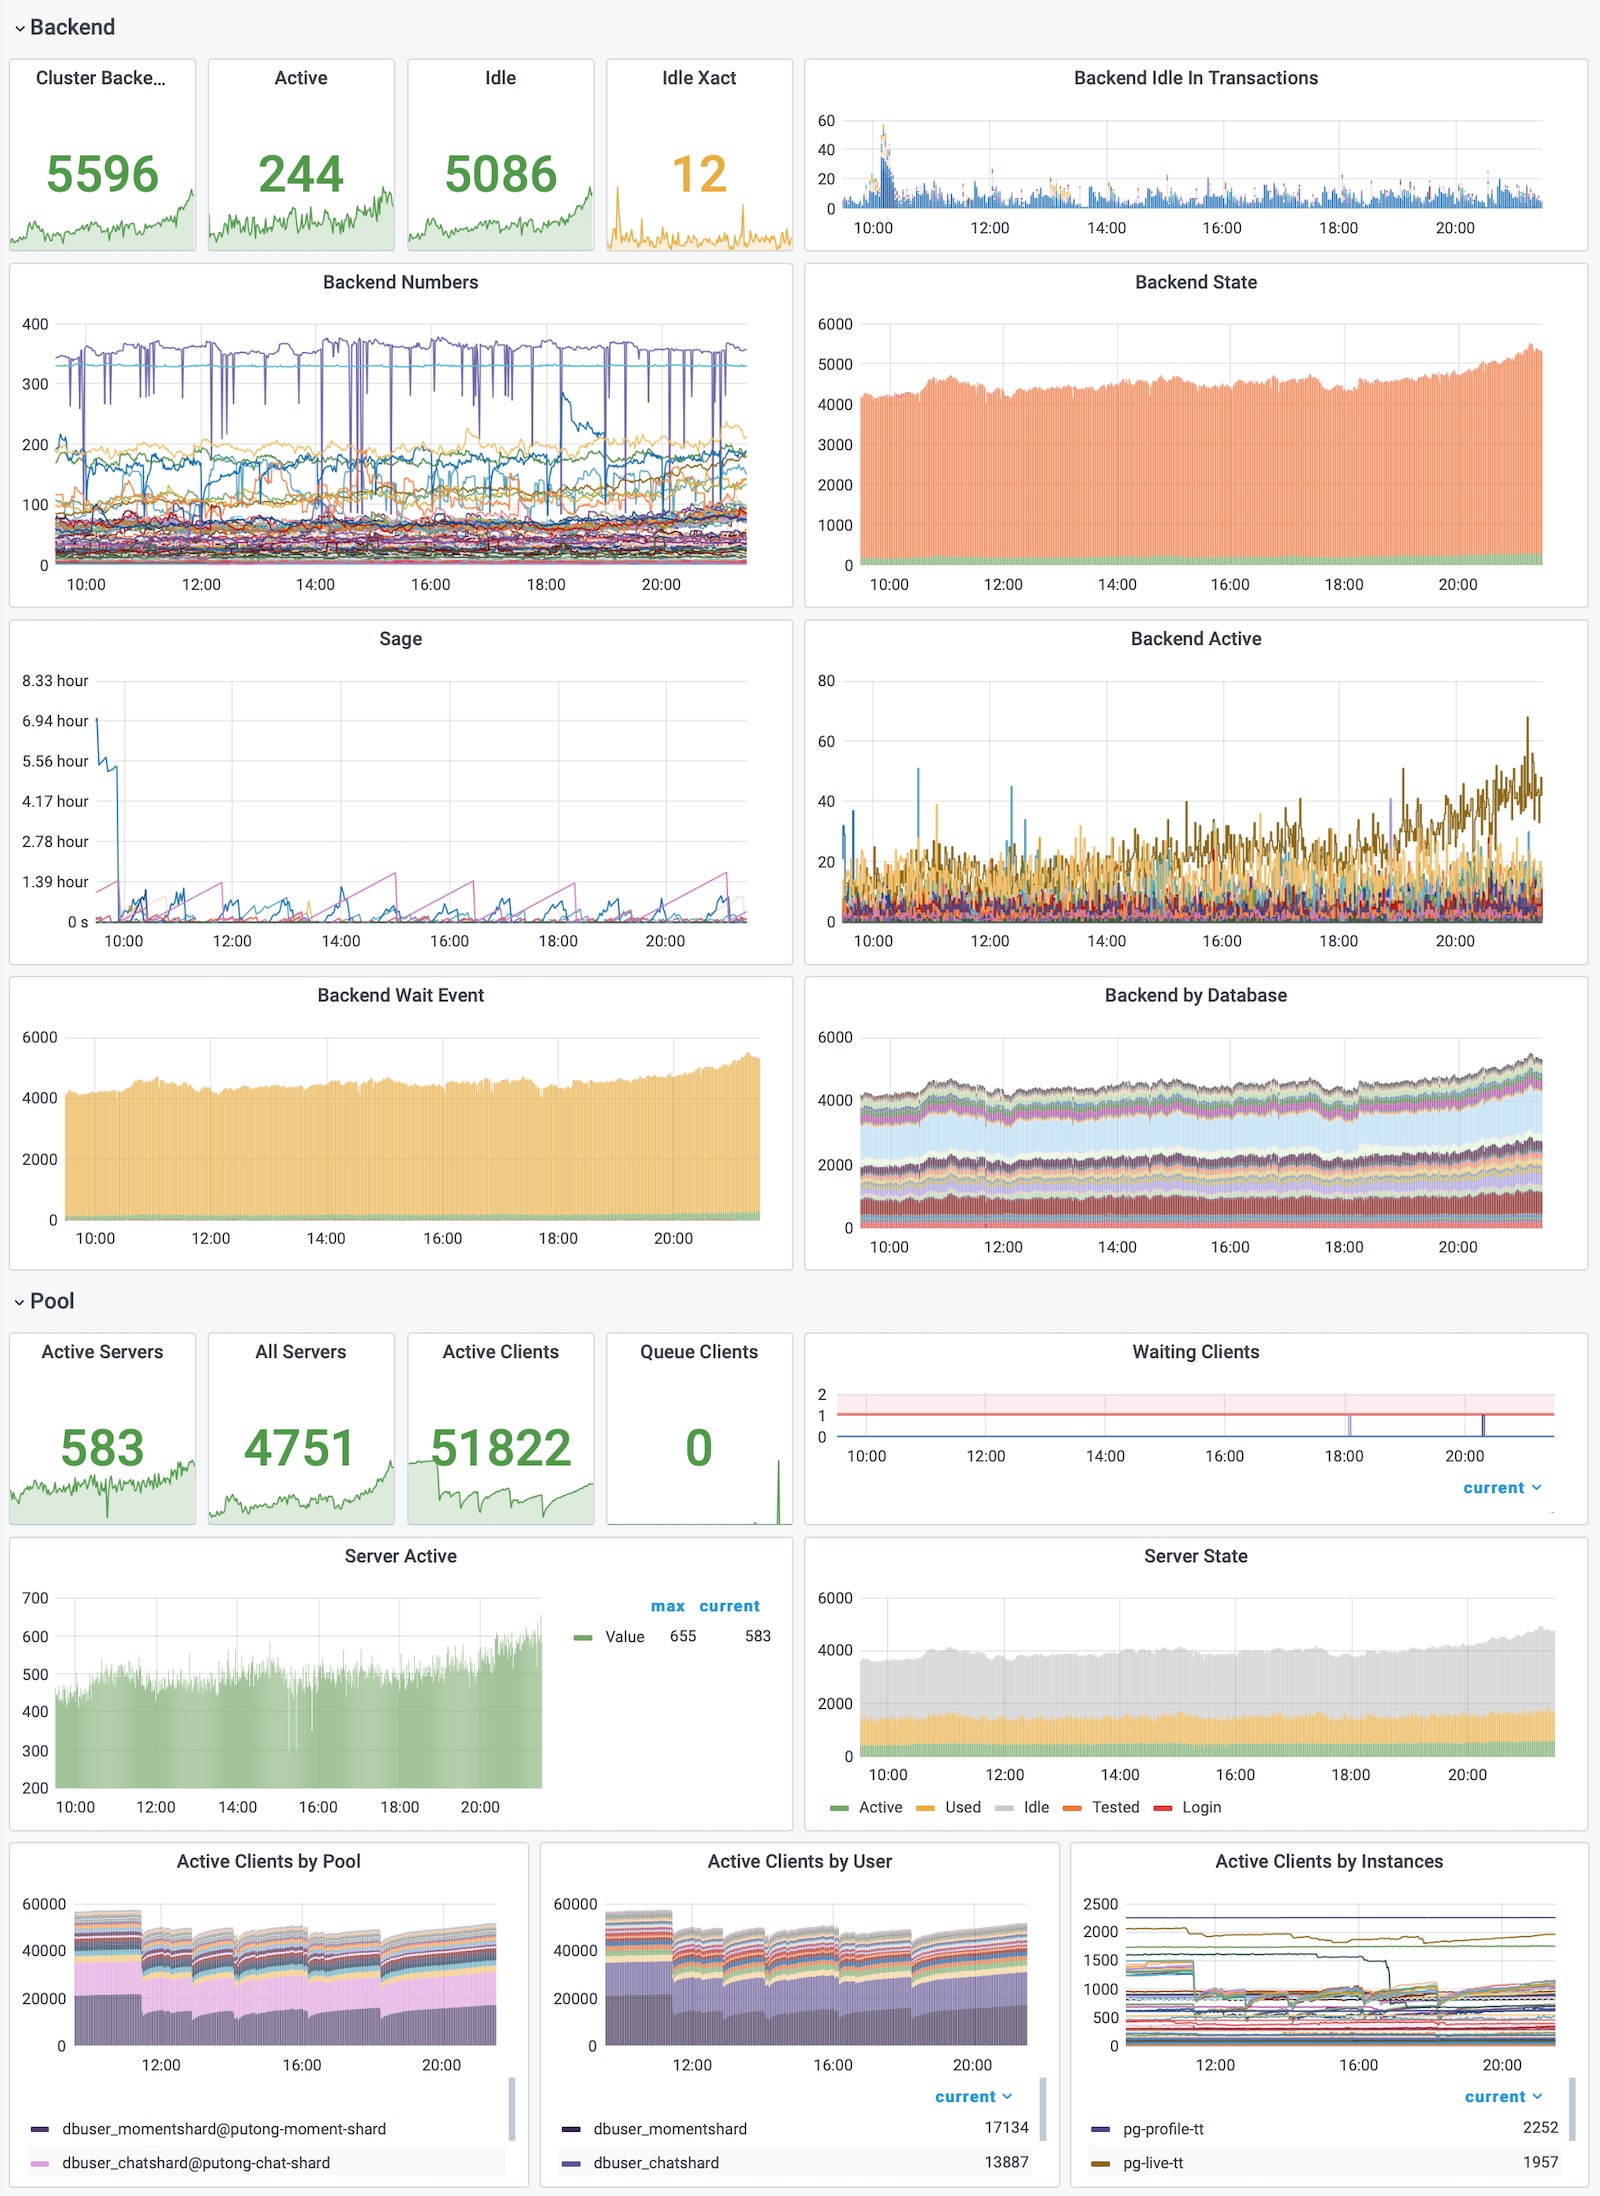 Backend
Cluster Backe...
5596
Active
244
Idle
5086
Idle Xact
12
Backend Idle In Transactions
60
40
20
0
10:00 12:00 14:00 16:00 18:00 20:00
Backend Numbers
400
300
200
100
0
10:00 12:00 14:00 16:00 18:00 20:00
Backend State
6000
5000
4000
3000
2000
1000
0
10:00 12:00 14:00 16:00 18:00 20:00
Sage
8.33 hour
6.94 hour
5.56 hour
4.17 hour
2.78 hour
1.39 hour
0 s
10:00 12:00 14:00 16:00 18:00 20:00
Backend Active
80
60
40
20
0
10:00 12:00 14:00 16:00 18:00 20:00
Backend Wait Event
6000
4000
2000
0
10:00 12:00 14:00 16:00 18:00 20:00
Backend by Database
6000
4000
2000
0
10:00 12:00 14:00 16:00 18:00 20:00
Pool
Active Servers
583
All Servers
4751
Active Clients
51822
Queue Clients
0
Waiting Clients
2
1
0
10:00 12:00 14:00 16:00 18:00 20:00
current
Server Active
700
600
500
400
300
200
10:00 12:00 14:00 16:00 18:00 20:00
max current
Value 655 583
Server State
6000
4000
2000
0
10:00 12:00 14:00 16:00 18:00 20:00
Active Used Idle Tested Login
Active Clients by Pool
60000
40000
20000
0
12:00 16:00 20:00
dbuser_momentshard@putong-moment-shard
dbuser_chatshard@putong-chat-shard
Active Clients by User
60000
40000
20000
0
12:00 16:00 20:00
current
dbuser_momentshard 17134
dbuser_chatshard 13887
Active Clients by Instances
2500
2000
1500
1000
500
0
12:00 16:00 20:00
current
pg-profile-tt 2252
pg-live-tt 1957